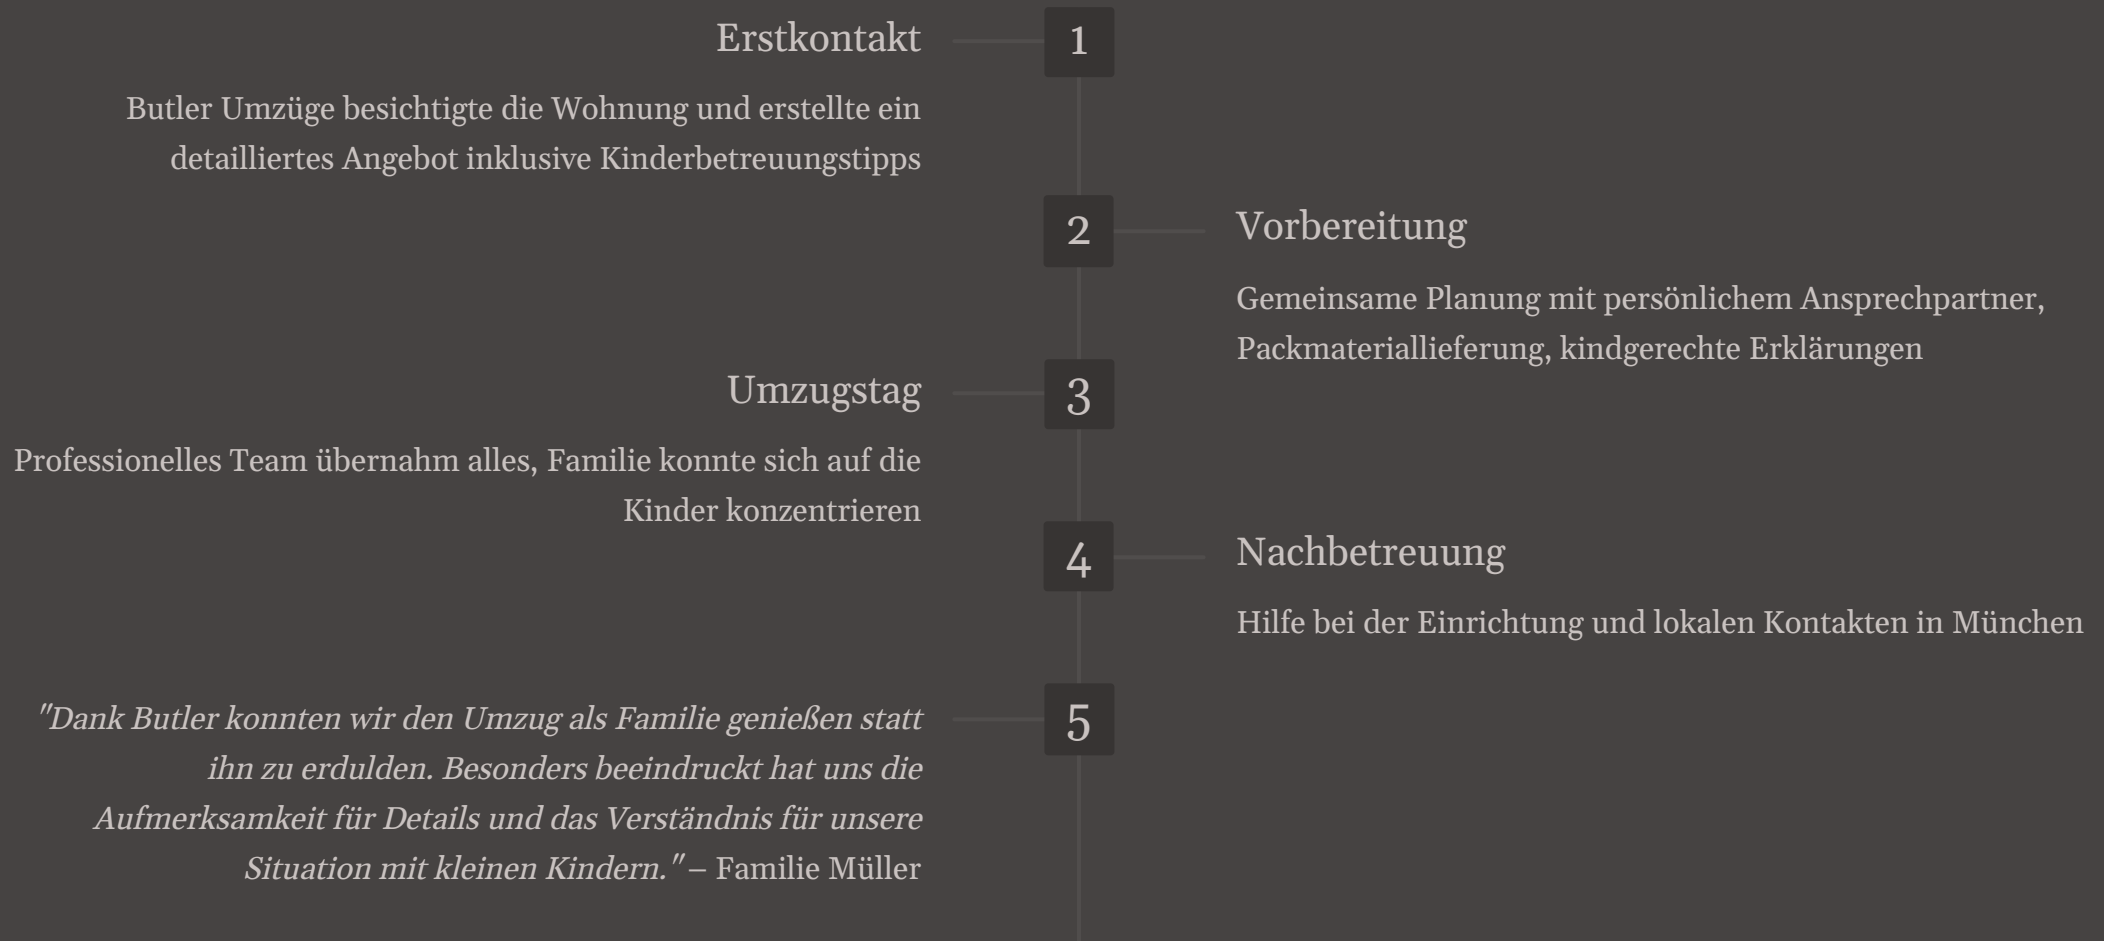 Erstkontakt
1
Butler Umzüge besichtigte die Wohnung und erstellte ein
detailliertes Angebot inklusive Kinderbetreuungstipps
2
Vorbereitung
Gemeinsame Planung mit persönlichem Ansprechpartner,
Packmateriallieferung, kindgerechte Erklärungen
Umzugstag
3
Professionelles Team übernahm alles, Familie konnte sich auf die
Kinder konzentrieren
4
Nachbetreuung
Hilfe bei der Einrichtung und lokalen Kontakten in München
5
"Dank Butler konnten wir den Umzug als Familie genießen statt
ihn zu erdulden. Besonders beeindruckt hat uns die
Aufmerksamkeit für Details und das Verständnis für unsere
Situation mit kleinen Kindern." – Familie Müller